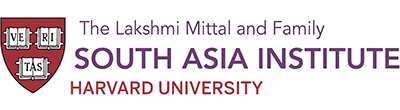 VE RI
TAS
The Lakshmi Mittal and Family
SOUTH ASIA INSTITUTE
HARVARD UNIVERSITY